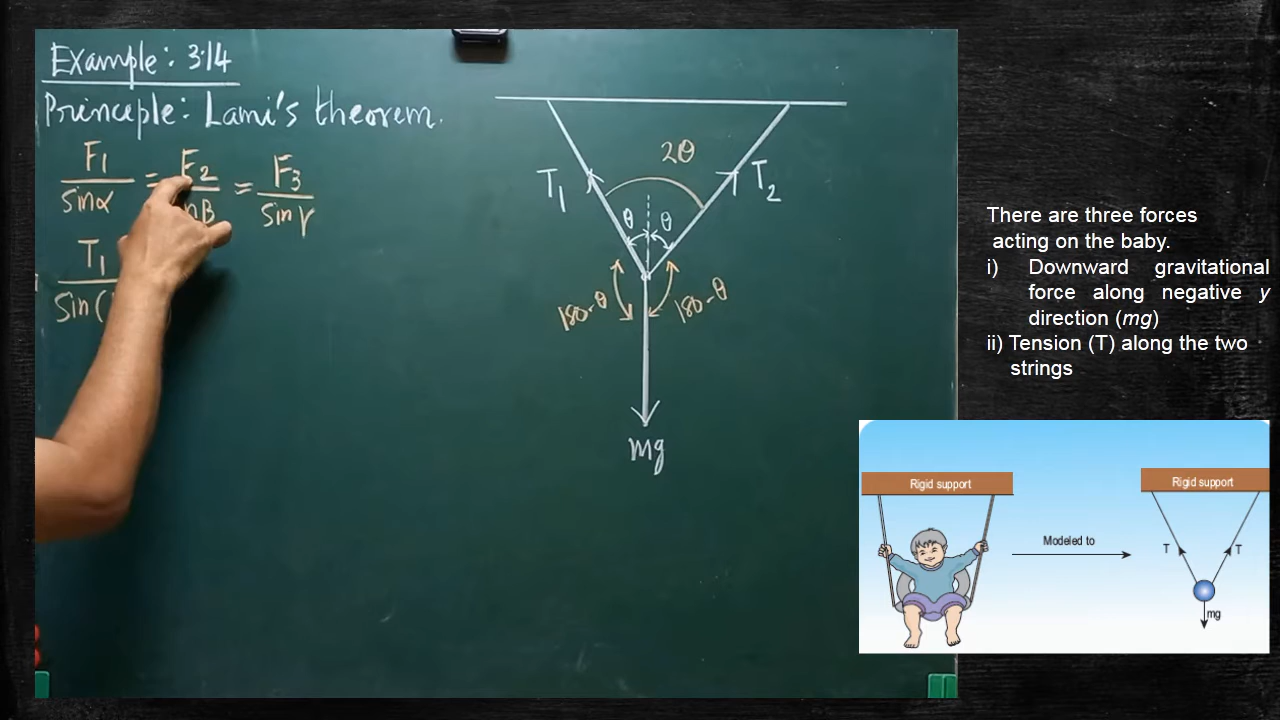 Example: 3.14
Principle: Lami's theorem.
F₁/sinα = F₂/ nβ = F₃/sin γ
T₁/sin(
T₁ T₂
2θ
θ θ
180-θ 180-θ
mg
There are three forces
acting on the baby.
i) Downward gravitational
force along negative y
direction (mg)
ii) Tension (T) along the two
strings
Rigid support
Modeled to
Rigid support
T T
mg